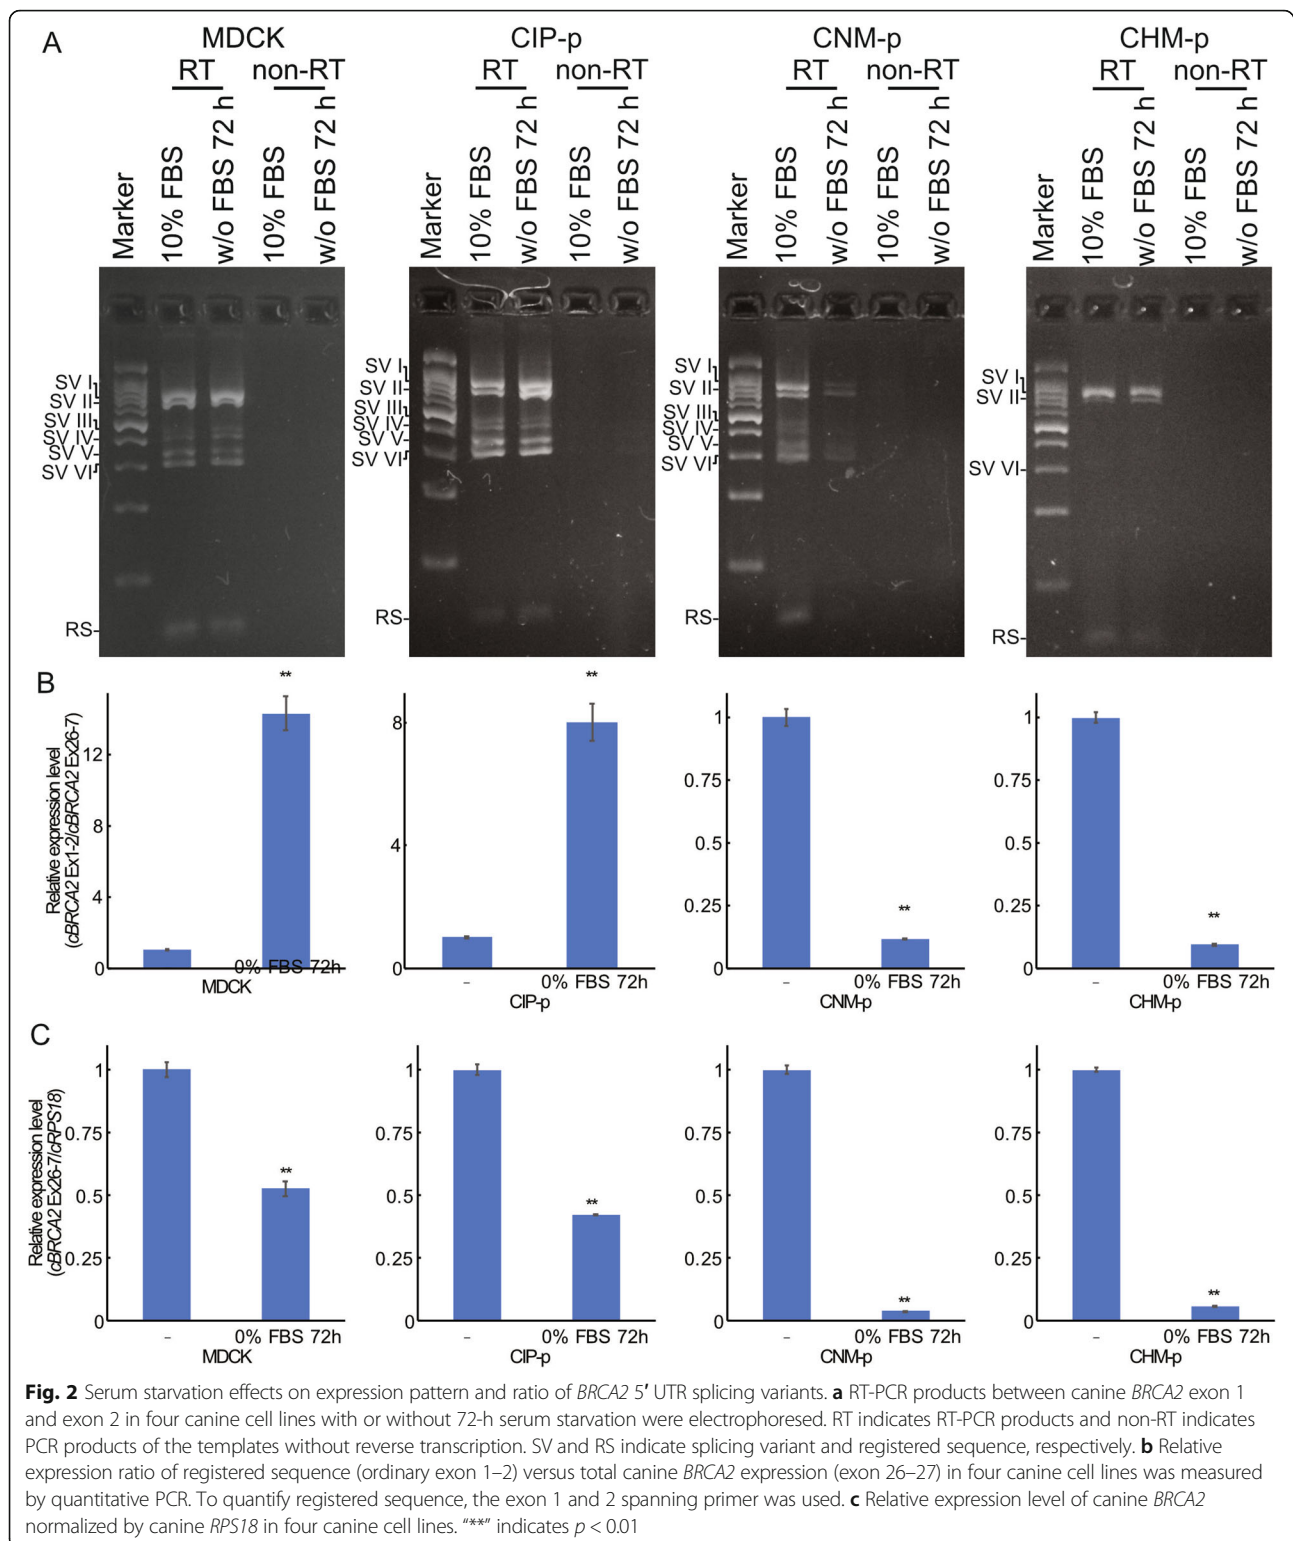 A
MDCK CIP-p CNM-p CHM-p
RT non-RT RT non-RT RT non-RT RT non-RT
Marker 10% FBS w/o FBS 72 h 10% FBS w/o FBS 72 h
Marker 10% FBS w/o FBS 72 h 10% FBS w/o FBS 72 h
Marker 10% FBS w/o FBS 72 h 10% FBS w/o FBS 72 h
Marker 10% FBS w/o FBS 72 h 10% FBS w/o FBS 72 h
SV I
SV II
SV III
SV IV
SV V
SV VI
RS
SV I
SV II
SV III
SV IV
SV V
SV VI
RS
SV I
SV II
SV III
SV IV
SV V
SV VI
RS
SV I
SV II
SV VI
RS
B
Relative expression level
(cBRCA2 Ex1-2/cBRCA2 Ex26-7)
12
8
4
0
**
0% FBS 72h
MDCK
8
4
0
**
– 0% FBS 72h
CIP-p
1
0.75
0.5
0.25
0
**
– 0% FBS 72h
CNM-p
1
0.75
0.5
0.25
0
**
– 0% FBS 72h
CHM-p
C
Relative expression level
(cBRCA2 Ex26-7/cRPS18)
1
0.75
0.5
0.25
0
**
– 0% FBS 72h
MDCK
1
0.75
0.5
0.25
0
**
– 0% FBS 72h
CIP-p
1
0.75
0.5
0.25
0
**
– 0% FBS 72h
CNM-p
1
0.75
0.5
0.25
0
**
– 0% FBS 72h
CHM-p
Fig. 2 Serum starvation effects on expression pattern and ratio of BRCA2 5′ UTR splicing variants. a RT-PCR products between canine BRCA2 exon 1
and exon 2 in four canine cell lines with or without 72-h serum starvation were electrophoresed. RT indicates RT-PCR products and non-RT indicates
PCR products of the templates without reverse transcription. SV and RS indicate splicing variant and registered sequence, respectively. b Relative
expression ratio of registered sequence (ordinary exon 1–2) versus total canine BRCA2 expression (exon 26–27) in four canine cell lines was measured
by quantitative PCR. To quantify registered sequence, the exon 1 and 2 spanning primer was used. c Relative expression level of canine BRCA2
normalized by canine RPS18 in four canine cell lines. “**” indicates p < 0.01